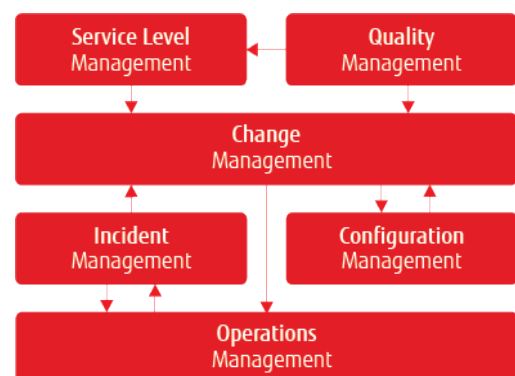 Service Level
Management
Quality
Management
Change
Management
Incident
Management
Configuration
Management
Operations
Management